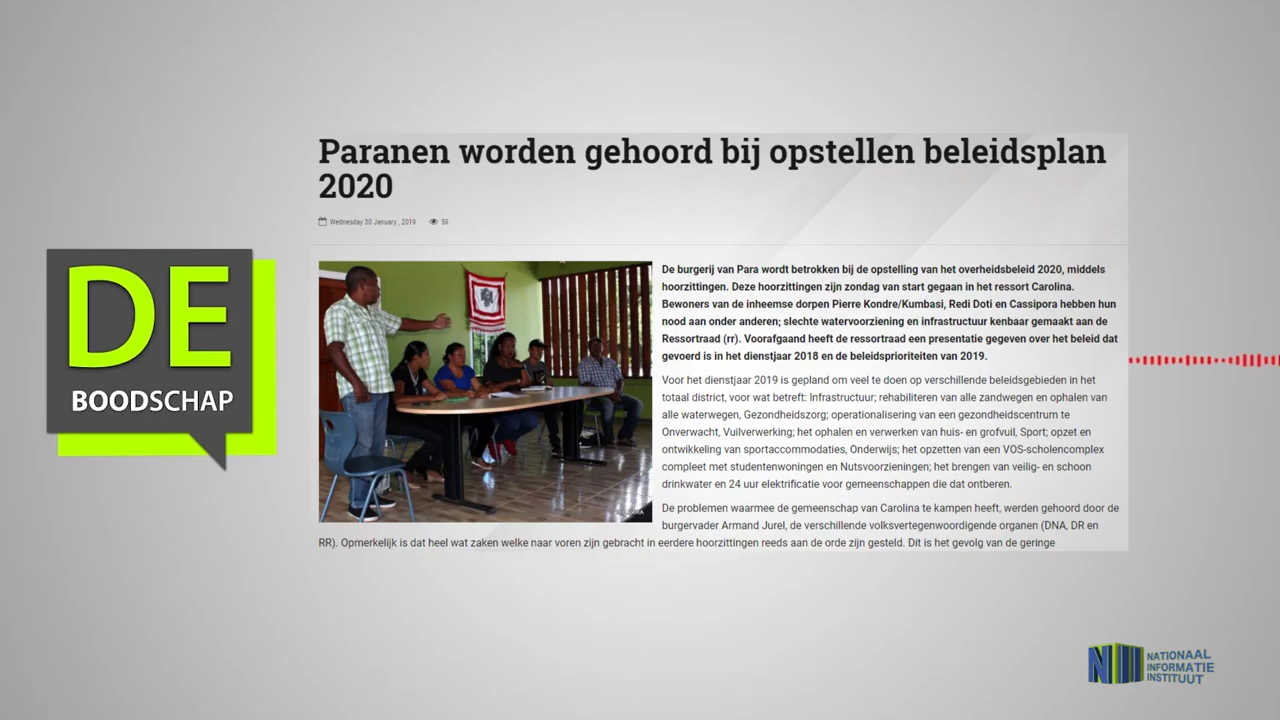 Paranen worden gehoord bij opstellen beleidsplan
2020
Wednesday 30 January , 2019 59
DE
BOODSCHAP
De burgerij van Para wordt betrokken bij de opstelling van het overheidsbeleid 2020, middels
hoorzittingen. Deze hoorzittingen zijn zondag van start gegaan in het ressort Carolina.
Bewoners van de inheemse dorpen Pierre Kondre/Kumbasi, Redi Doti en Cassipora hebben hun
nood aan onder anderen; slechte watervoorziening en infrastructuur kenbaar gemaakt aan de
Ressortraad (rr). Voorafgaand heeft de ressortraad een presentatie gegeven over het beleid dat
gevoerd is in het dienstjaar 2018 en de beleidsprioriteiten van 2019.
Voor het dienstjaar 2019 is gepland om veel te doen op verschillende beleidsgebieden in het
totaal district, voor wat betreft: Infrastructuur; rehabiliteren van alle zandwegen en ophalen van
alle waterwegen, Gezondheidszorg; operationalisering van een gezondheidscentrum te
Onverwacht, Vuilverwerking; het ophalen en verwerken van huis- en grofvuil, Sport; opzet en
ontwikkeling van sportaccommodaties, Onderwijs; het opzetten van een VOS-scholencomplex
compleet met studentenwoningen en Nutsvoorzieningen; het brengen van veilig- en schoon
drinkwater en 24 uur elektrificatie voor gemeenschappen die dat ontberen.
De problemen waarmee de gemeenschap van Carolina te kampen heeft, werden gehoord door de
burgervader Armand Jurel, de verschillende volksvertegenwoordigende organen (DNA, DR en
RR). Opmerkelijk is dat heel wat zaken welke naar voren zijn gebracht in eerdere hoorzittingen reeds aan de orde zijn gesteld. Dit is het gevolg van de geringe
NATIONAAL
INFORMATIE
INSTITUUT